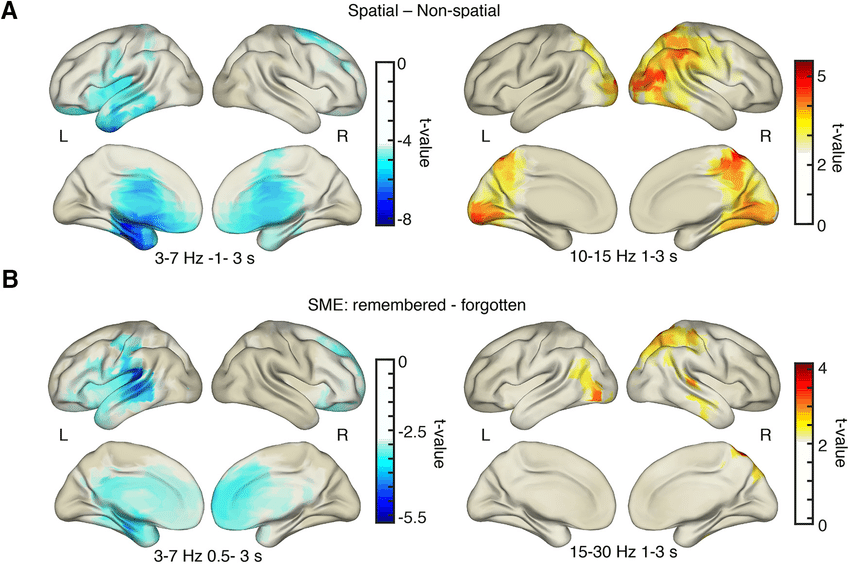 A
Spatial – Non-spatial
0
-4
-8
t-value
L
R
3-7 Hz -1- 3 s
5
2
0
t-value
L
R
10-15 Hz 1-3 s
B
SME: remembered - forgotten
0
-2.5
-5.5
t-value
L
R
3-7 Hz 0.5- 3 s
4
2
0
t-value
L
R
15-30 Hz 1-3 s